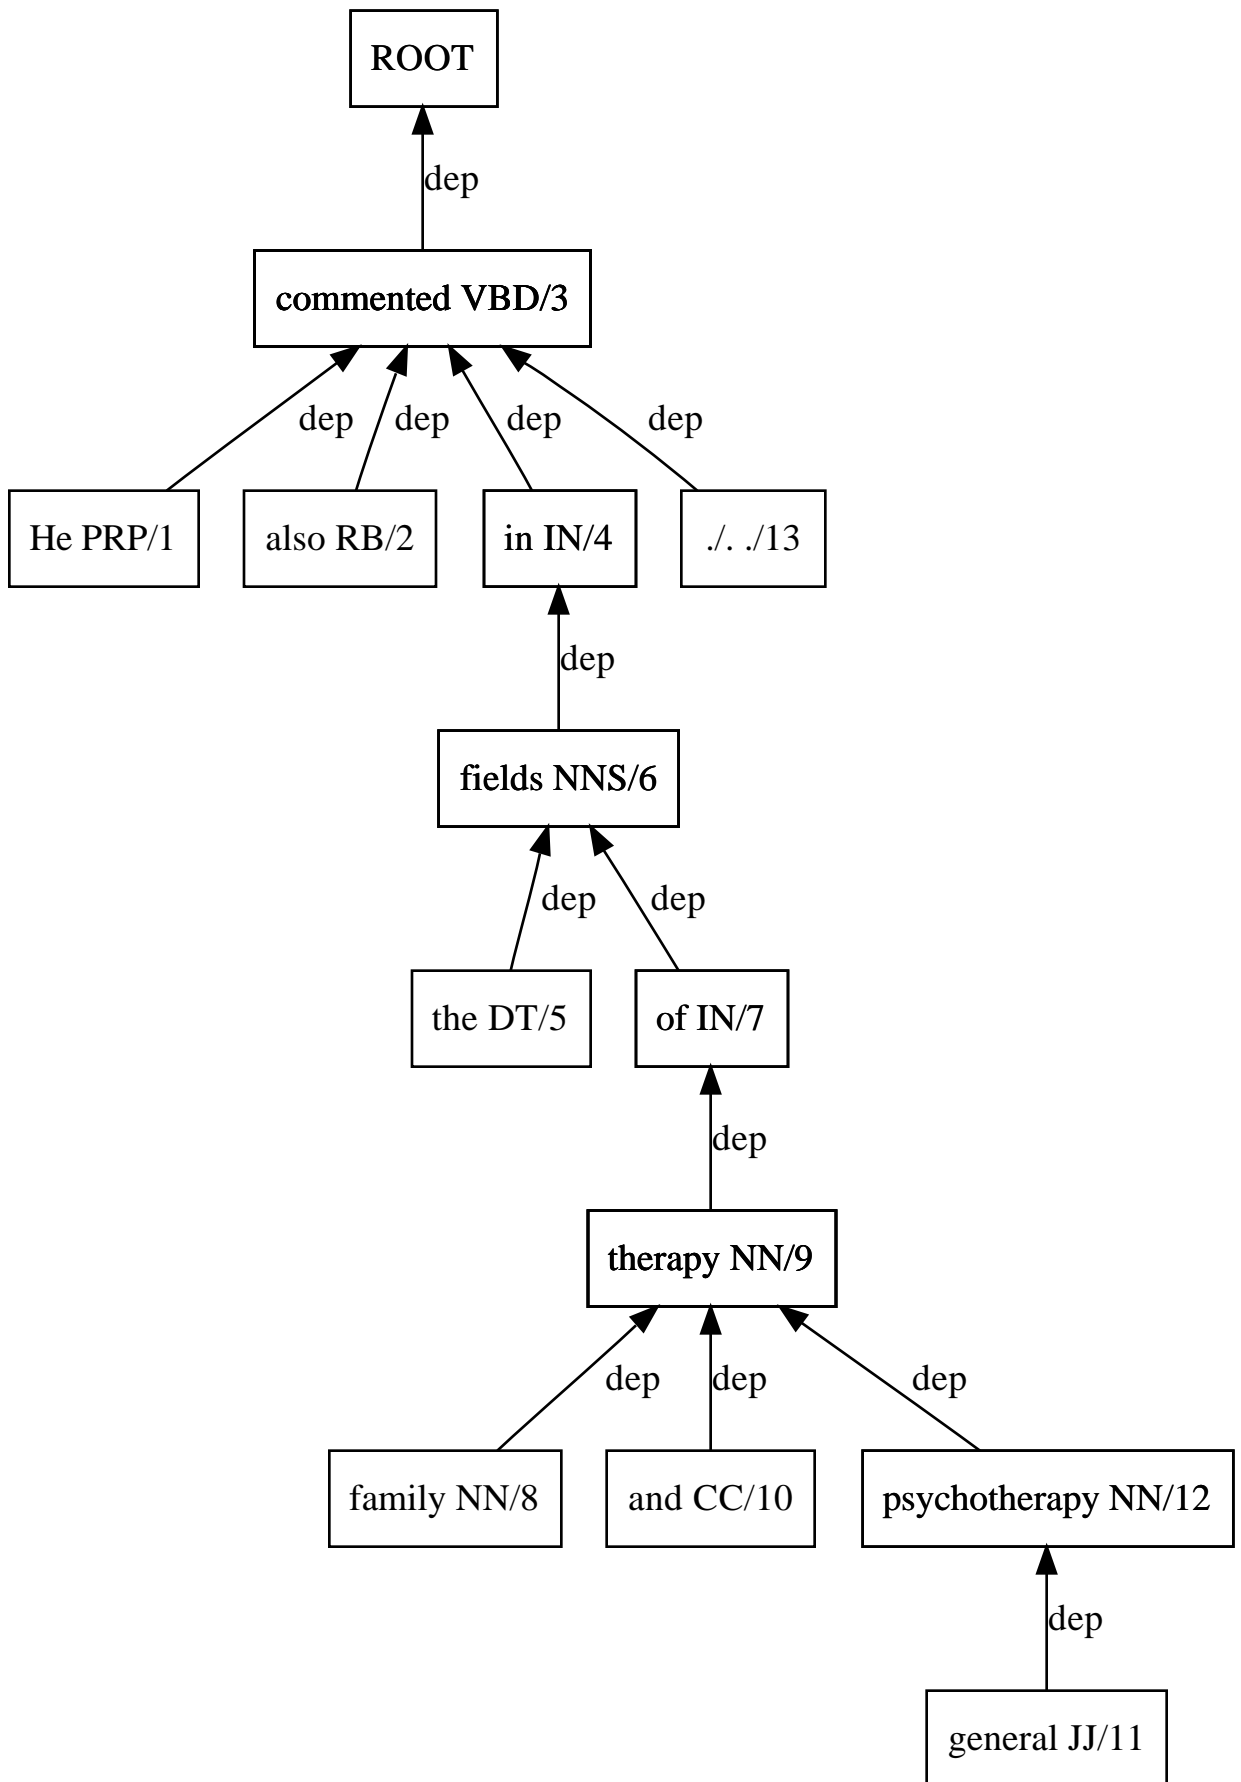 ROOT
dep
commented VBD/3
dep dep dep dep
He PRP/1 also RB/2 in IN/4 ./. ./13
dep
fields NNS/6
dep dep
the DT/5 of IN/7
dep
therapy NN/9
dep dep dep
family NN/8 and CC/10 psychotherapy NN/12
dep
general JJ/11